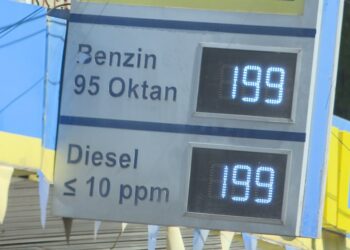 Benzin
95 Oktan
199
Diesel
≤ 10 ppm
199